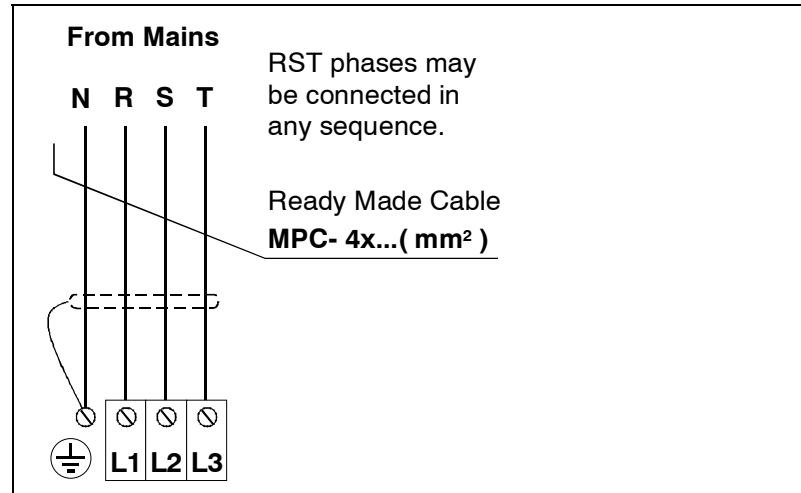 From Mains
N R S T
RST phases may
be connected in
any sequence.
Ready Made Cable
MPC- 4x...( mm² )
L1 L2 L3